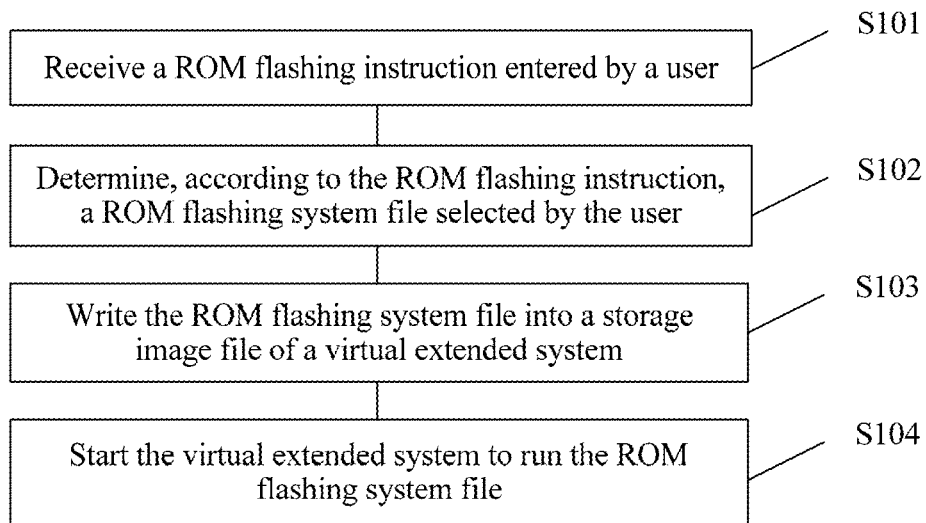 S101
Receive a ROM flashing instruction entered by a user
S102
Determine, according to the ROM flashing instruction,
a ROM flashing system file selected by the user
S103
Write the ROM flashing system file into a storage
image file of a virtual extended system
S104
Start the virtual extended system to run the ROM
flashing system file